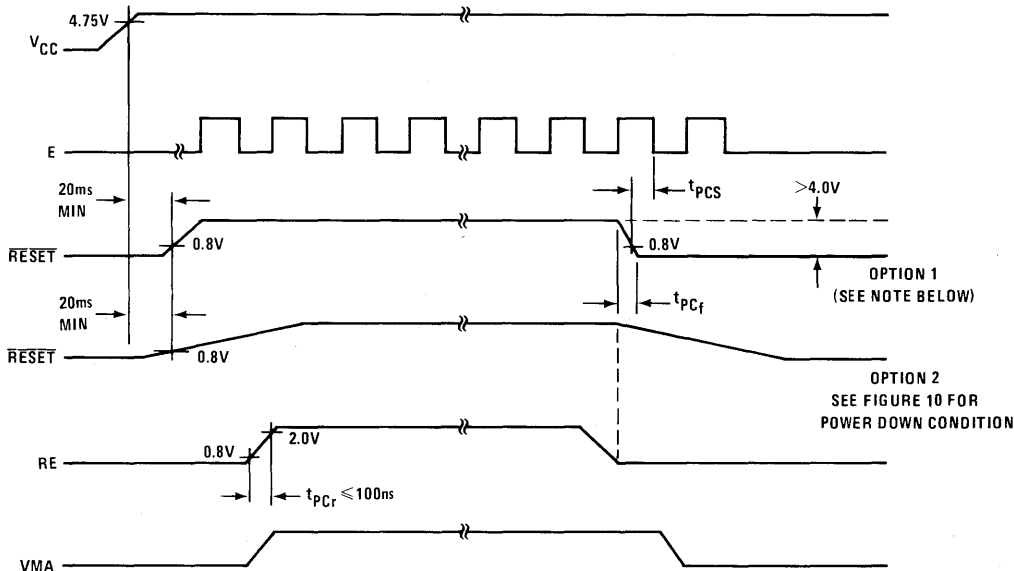 4.75V
VCC
E
20ms
MIN
tPCS
>4.0V
0.8V
0.8V
RESET
OPTION 1
(SEE NOTE BELOW)
20ms
MIN
tPCf
0.8V
RESET
OPTION 2
SEE FIGURE 10 FOR
POWER DOWN CONDITION
0.8V
2.0V
RE
tPCr ≤100ns
VMA